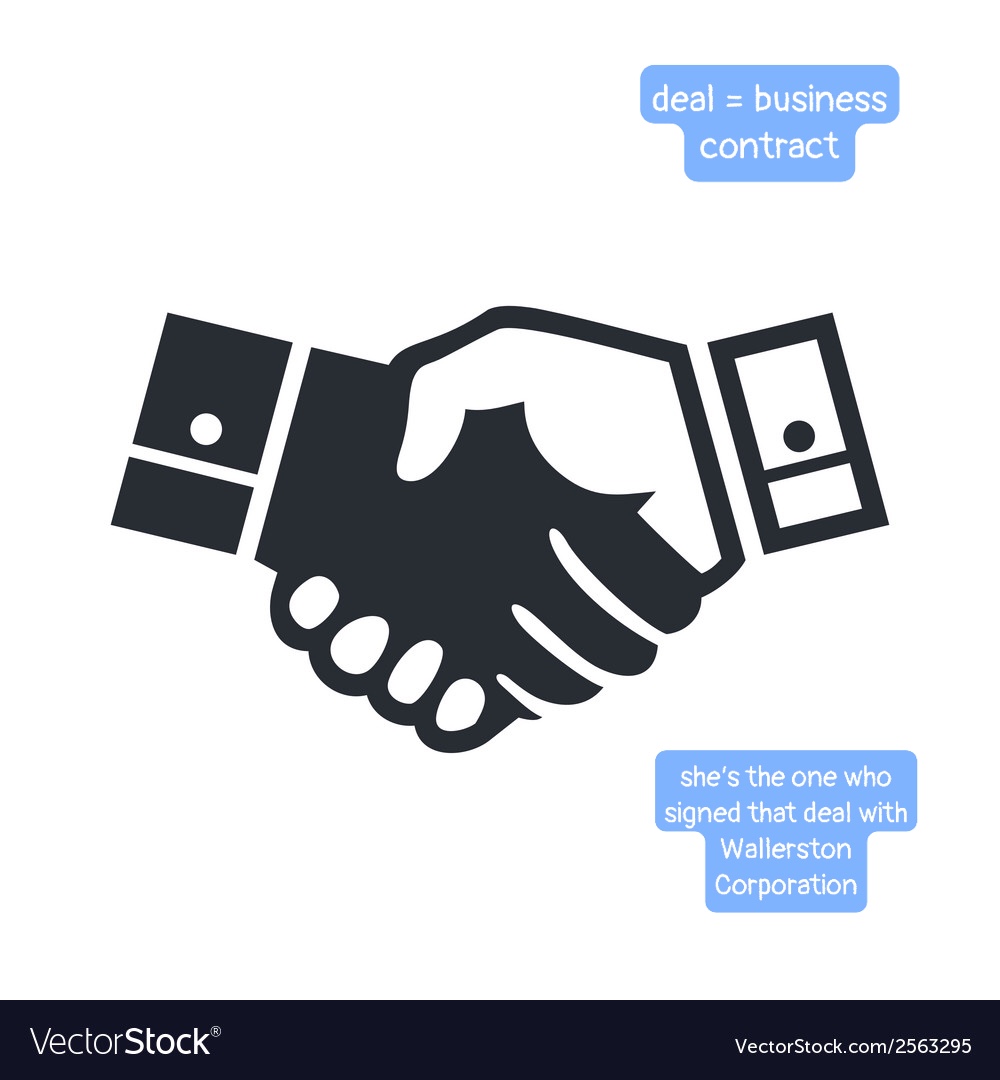 deal = business
contract
she's the one who
signed that deal with
Wallerston
Corporation
VectorStock®
VectorStock.com/2563295